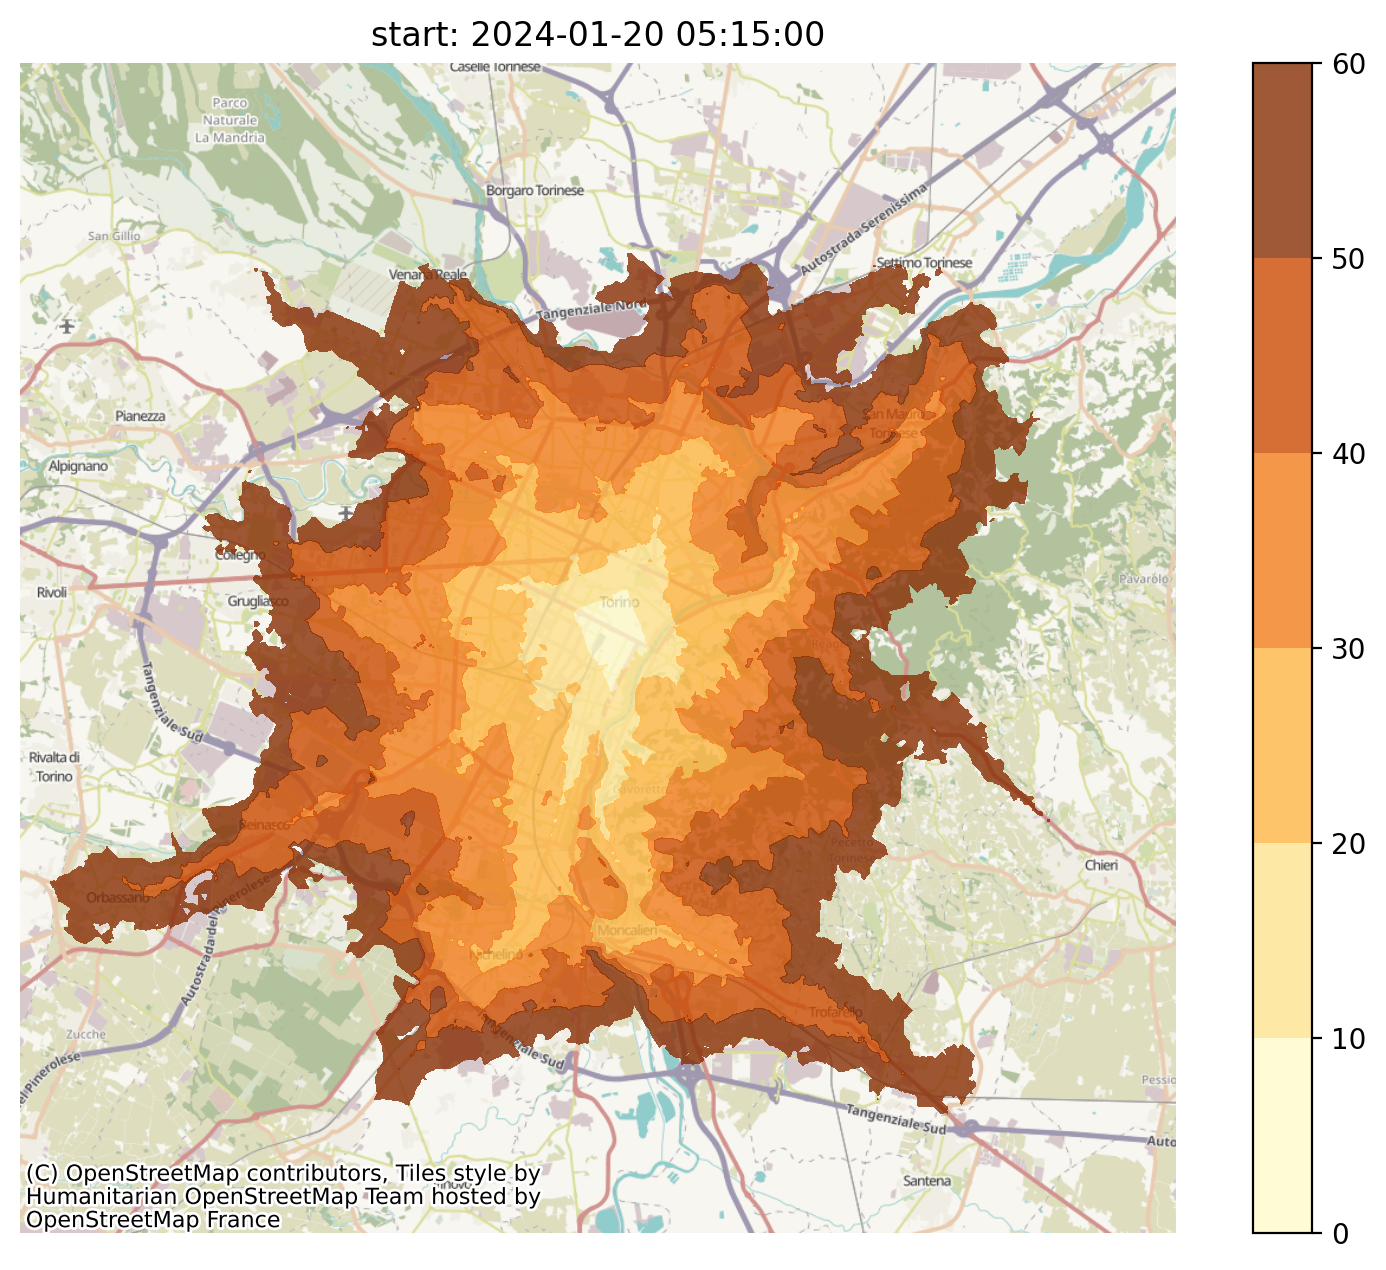 start: 2024-01-20 05:15:00
Caselle Torinese
Parco
Naturale
La Mandria
Borgaro Torinese
San Gillio
Autostrada Serenissima
Settimo Torinese
Venaria Reale
Tangenziale Nord
Pianezza
San Mauro
Torinese
Alpignano
Collegno
Pavarolo
Rivoli
Grugliasco
Torino
Tangenziale Sud
Rivalta di
Torino
Cavoretto
Beinasco
Pecetto
Torinese
Chieri
Orbassano
Autostrada del Pinerolese
Moncalieri
Nichelino
Trofarello
Zucche
Tangenziale Sud
del Pinerolese
Pessio
Tangenziale Sud
Auto
Santena
(C) OpenStreetMap contributors, Tiles style by
Humanitarian OpenStreetMap Team hosted by
OpenStreetMap France
60
50
40
30
20
10
0